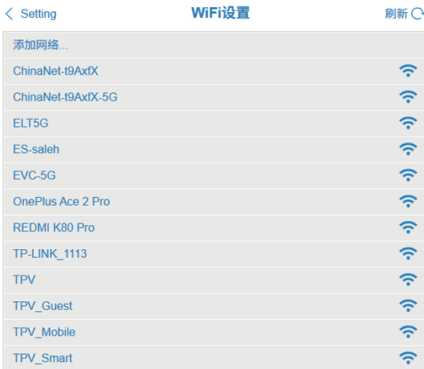 Setting WiFi设置 刷新
添加网络...
ChinaNet-t9AxfX
ChinaNet-t9AxfX-5G
ELT5G
ES-saleh
EVC-5G
OnePlus Ace 2 Pro
REDMI K80 Pro
TP-LINK_1113
TPV
TPV_Guest
TPV_Mobile
TPV_Smart